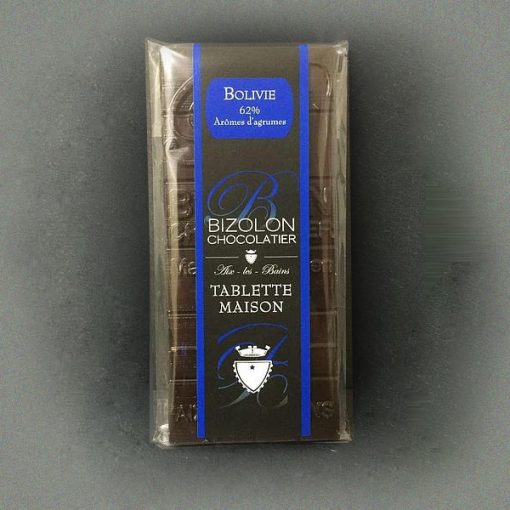 BOLIVIE
62%
Arômes d'agrumes
B
BIZOLON
CHOCOLATIER
Aix - les - Bains
TABLETTE
MAISON